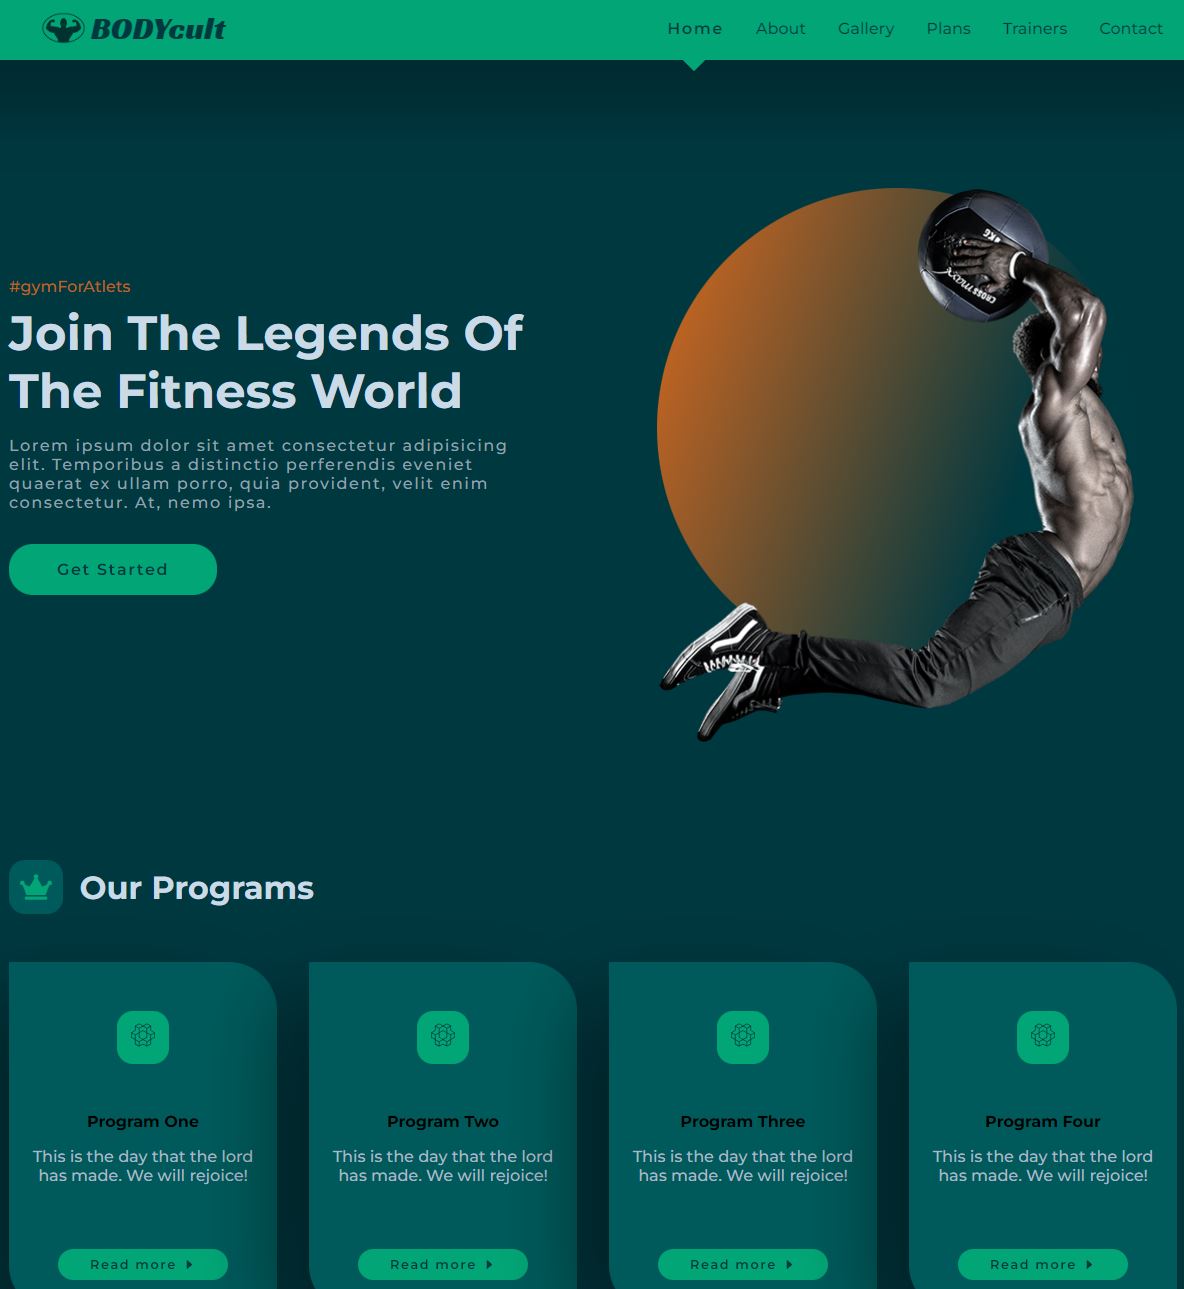 BODYcult
Home About Gallery Plans Trainers Contact
#gymForAtlets
Join The Legends Of
The Fitness World
Lorem ipsum dolor sit amet consectetur adipisicing
elit. Temporibus a distinctio perferendis eveniet
quaerat ex ullam porro, quia provident, velit enim
consectetur. At, nemo ipsa.
Get Started
KG
CROSS maxx
Our Programs
Program One
This is the day that the lord
has made. We will rejoice!
Read more
Program Two
This is the day that the lord
has made. We will rejoice!
Read more
Program Three
This is the day that the lord
has made. We will rejoice!
Read more
Program Four
This is the day that the lord
has made. We will rejoice!
Read more